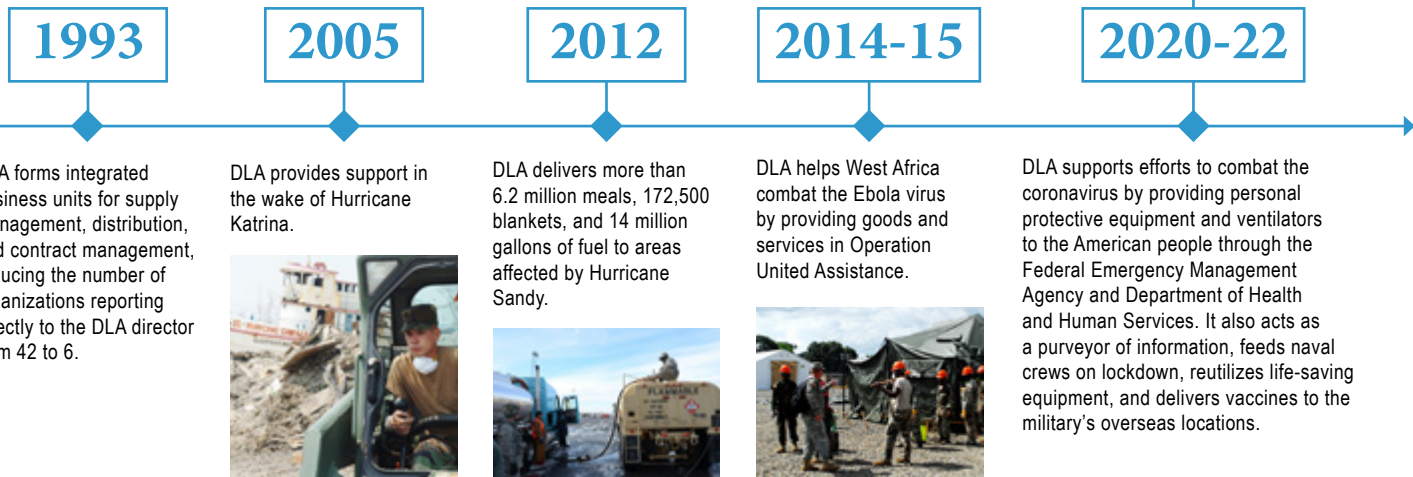 1993
2005
2012
2014-15
2020-22
A forms integrated
siness units for supply
nagement, distribution,
d contract management,
ucing the number of
anizations reporting
ectly to the DLA director
m 42 to 6.
DLA provides support in
the wake of Hurricane
Katrina.
DLA delivers more than
6.2 million meals, 172,500
blankets, and 14 million
gallons of fuel to areas
affected by Hurricane
Sandy.
FLAMMABLE
DLA helps West Africa
combat the Ebola virus
by providing goods and
services in Operation
United Assistance.
DLA supports efforts to combat the
coronavirus by providing personal
protective equipment and ventilators
to the American people through the
Federal Emergency Management
Agency and Department of Health
and Human Services. It also acts as
a purveyor of information, feeds naval
crews on lockdown, reutilizes life-saving
equipment, and delivers vaccines to the
military's overseas locations.